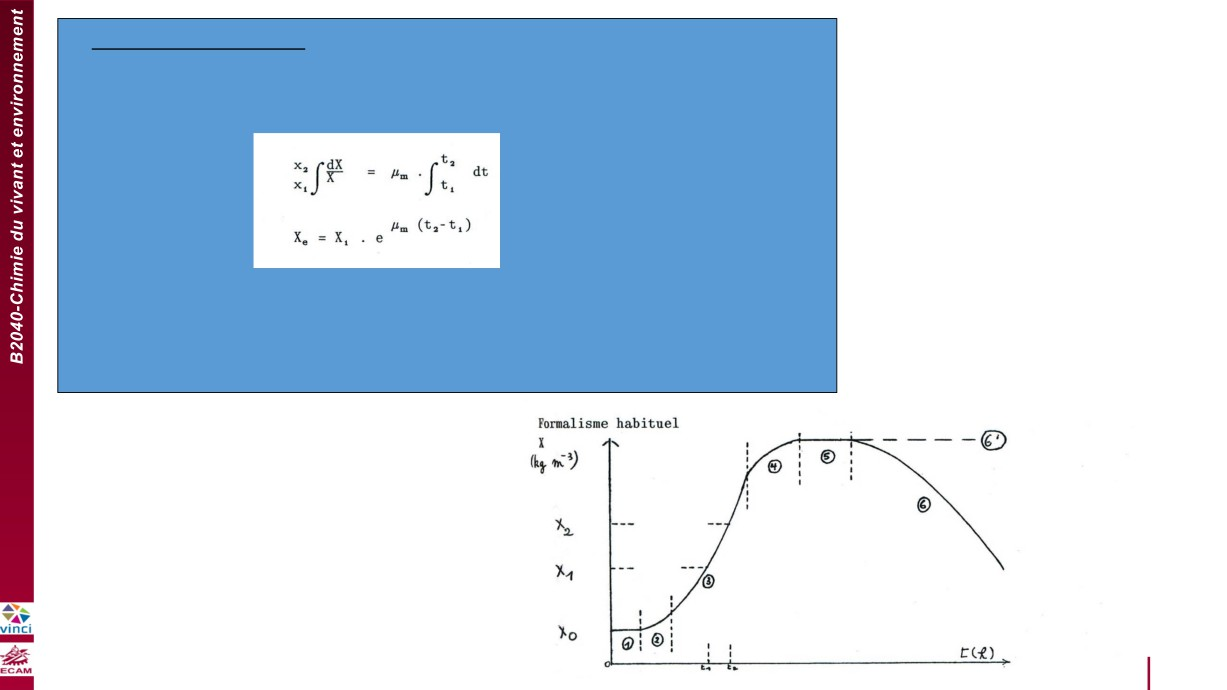 B2040-Chimie du vivant et environnement
x₂ ∫ dX/X = μₘ . ∫ t₂ dt
x₁ t₁
Xₑ = X₁ . e μₘ (t₂-t₁)
Formalisme habituel
X
(kg m⁻³)
6'
4
5
6
X₂
X₁
3
X₀
1
2
t(h)
0
t₁ t₂
vinci
ECAM